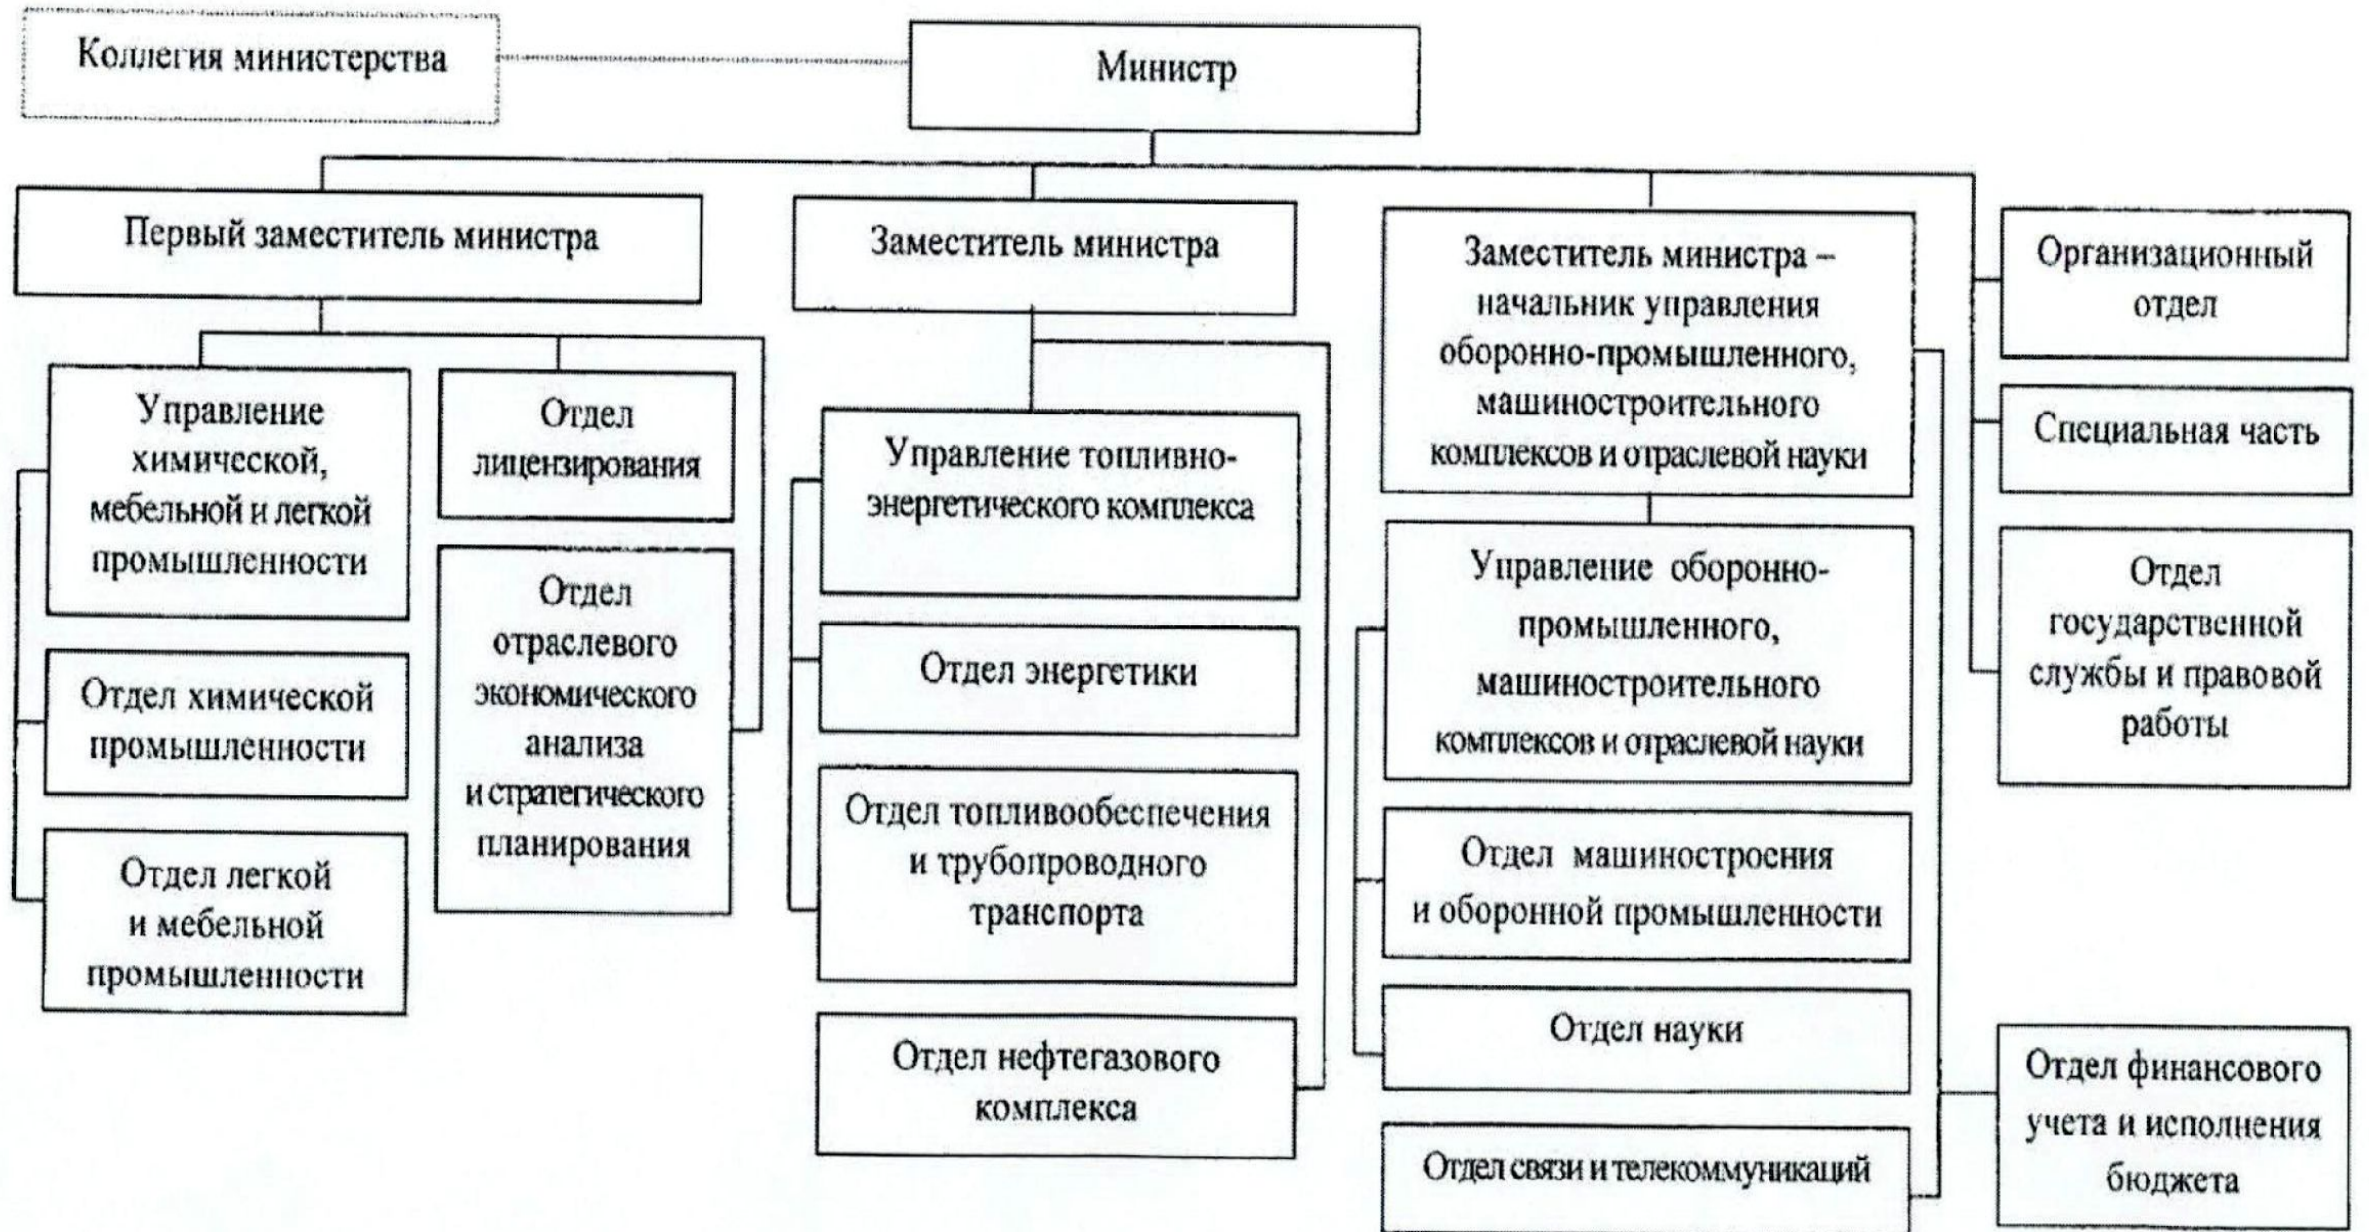 Коллегия министерства
Министр
Первый заместитель министра
Заместитель министра
Заместитель министра –
начальник управления
оборонно-промышленного,
машиностроительного
комплексов и отраслевой науки
Организационный
отдел
Специальная часть
Отдел
государственной
службы и правовой
работы
Управление
химической,
мебельной и легкой
промышленности
Отдел химической
промышленности
Отдел легкой
и мебельной
промышленности
Отдел
лицензирования
Отдел
отраслевого
экономического
анализа
и стратегического
планирования
Управление топливно-
энергетического комплекса
Отдел энергетики
Отдел топливообеспечения
и трубопроводного
транспорта
Отдел нефтегазового
комплекса
Управление оборонно-
промышленного,
машиностроительного
комплексов и отраслевой науки
Отдел машиностроения
и оборонной промышленности
Отдел науки
Отдел связи и телекоммуникаций
Отдел финансового
учета и исполнения
бюджета